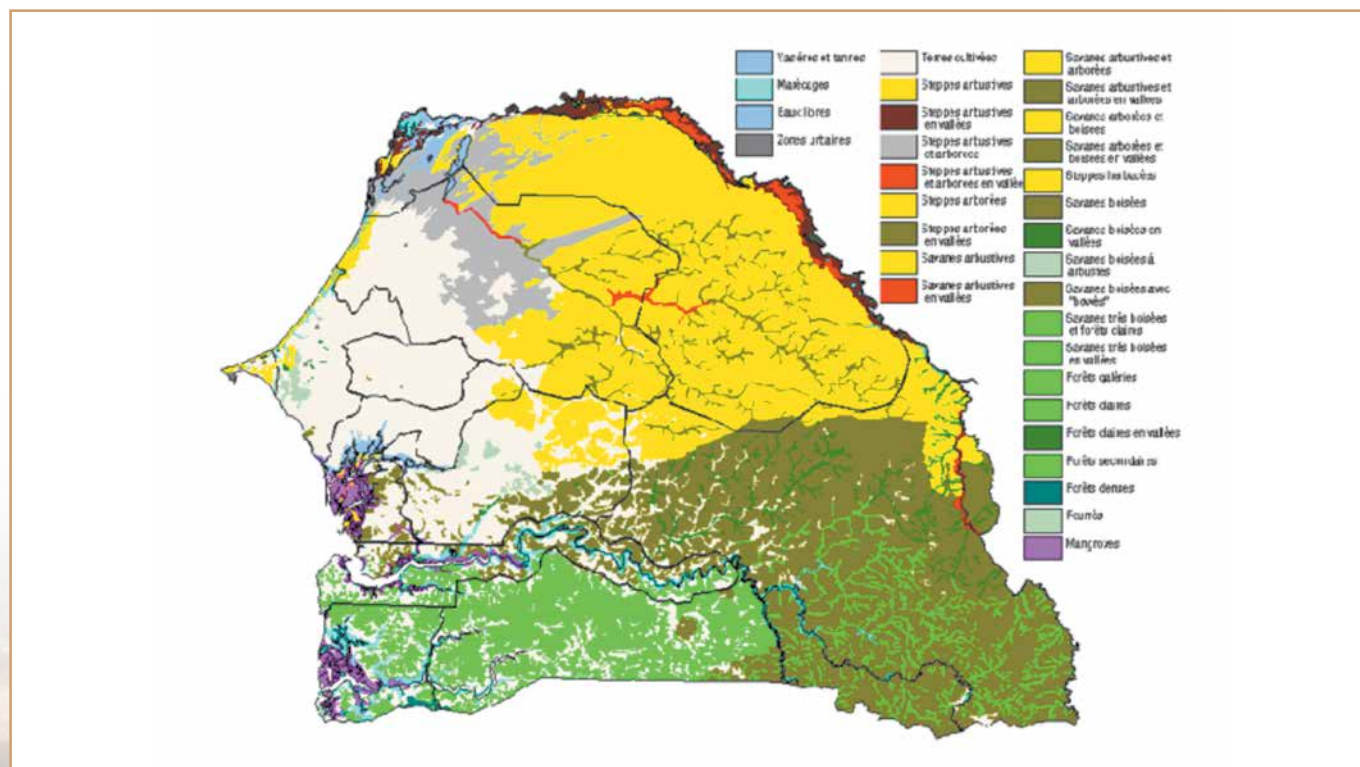 Vasières et tannes
Marécages
Eaux libres
Zones urbaines
Terres cultivées
Steppes arbustives
Steppes arbustives
en vallées
Steppes arbustives
et arborées
Steppes arbustives
et arborées en vallée
Steppes arborées
Steppes arborées
en vallées
Savanes arbustives
Savanes arbustives
en vallées
Savanes arbustives et
arborées
Savanes arbustives et
arborées en vallées
Savanes arborées et
boisées
Savanes arborées et
boisées en vallées
Steppes herbacées
Savanes boisées
Savanes boisées en
vallées
Savanes boisées à
arbustes
Savanes boisées avec
"bowés"
Savanes très boisées
et forêts claires
Savanes très boisées
en vallées
Forêts galéries
Forêts claires
Forêts claires en vallées
Forêts secondaires
Forêts denses
Fourrés
Mangroves